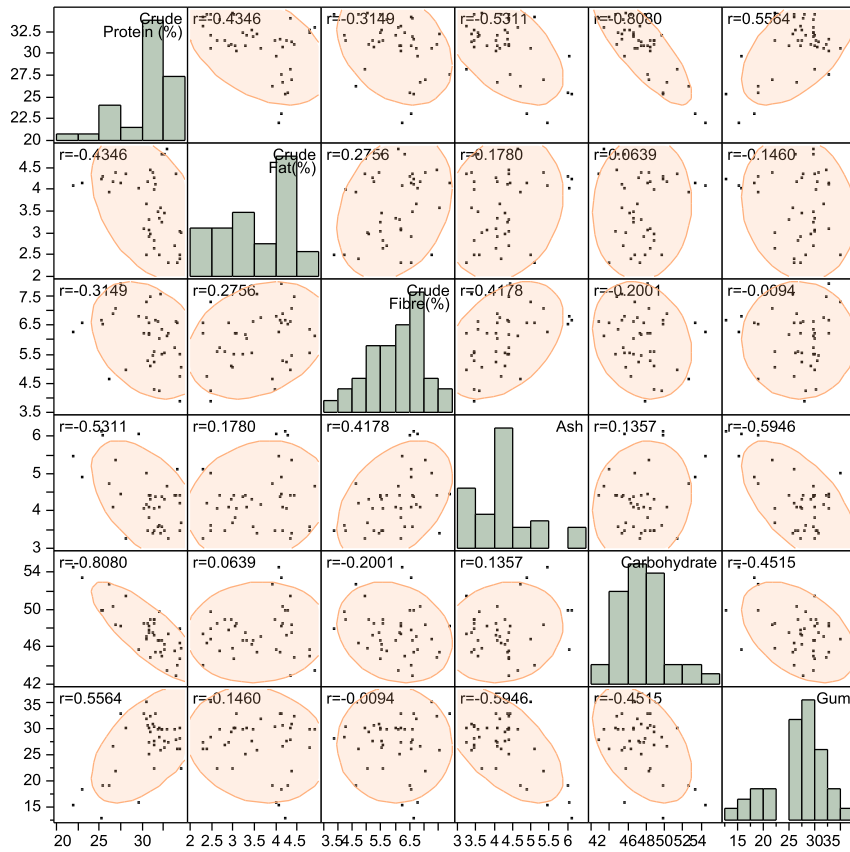 Crude
Protein (%)
r=-0.4346
r=-0.3149
r=-0.5311
r=-0.8080
r=0.5564
32.5
30
27.5
25
22.5
20
r=-0.4346
Crude
Fat(%)
r=0.2756
r=0.1780
r=0.0639
r=-0.1460
4.5
4
3.5
3
2.5
2
r=-0.3149
r=0.2756
Crude
Fibre(%)
r=0.4178
r=-0.2001
r=-0.0094
7.5
6.5
5.5
4.5
3.5
r=-0.5311
r=0.1780
r=0.4178
Ash
r=0.1357
r=-0.5946
6
5
4
3
r=-0.8080
r=0.0639
r=-0.2001
r=0.1357
Carbohydrate
r=-0.4515
54
50
46
42
r=0.5564
r=-0.1460
r=-0.0094
r=-0.5946
r=-0.4515
Gum
35
30
25
20
15
20 25 30 2 2.5 3 3.5 4 4.5 3.5 4.5 5.5 6.5 3 3.5 4 4.5 5.5 6 42 46 48 50 52 54 15 20 25 30 35